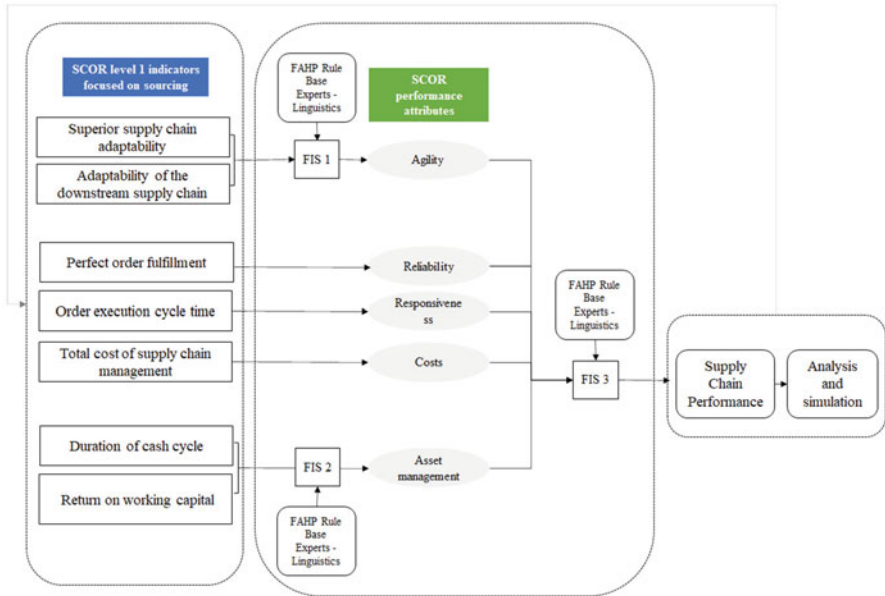 SCOR level 1 indicators
focused on sourcing
Superior supply chain
adaptability
Adaptability of the
downstream supply chain
Perfect order fulfillment
Order execution cycle time
Total cost of supply chain
management
Duration of cash cycle
Return on working capital
FAHP Rule
Base
Experts -
Linguistics
SCOR
performance
attributes
FIS 1
Agility
Reliability
Responsivene
ss
Costs
FIS 2
Asset
management
FAHP Rule
Base
Experts -
Linguistics
FAHP Rule
Base
Experts -
Linguistics
FIS 3
Supply
Chain
Performance
Analysis
and
simulation